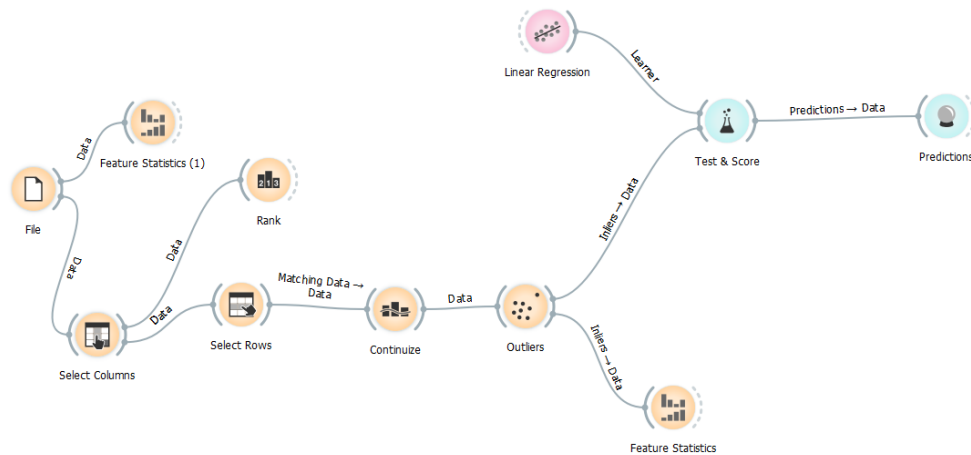 Linear Regression
Learner
Test & Score
Predictions → Data
Predictions
Data
Feature Statistics (1)
File
Data
Rank
Data
Select Columns
Data
Select Rows
Matching Data →
Data
Continuize
Data
Outliers
Inliers → Data
Inliers → Data
Feature Statistics